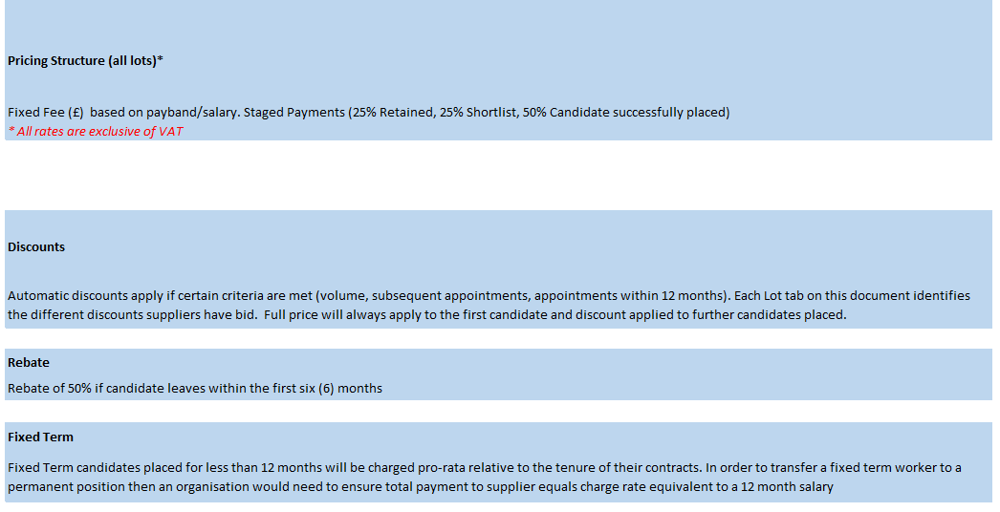 Pricing Structure (all lots)*
Fixed Fee (£) based on payband/salary. Staged Payments (25% Retained, 25% Shortlist, 50% Candidate successfully placed)
* All rates are exclusive of VAT
Discounts
Automatic discounts apply if certain criteria are met (volume, subsequent appointments, appointments within 12 months). Each Lot tab on this document identifies
the different discounts suppliers have bid. Full price will always apply to the first candidate and discount applied to further candidates placed.
Rebate
Rebate of 50% if candidate leaves within the first six (6) months
Fixed Term
Fixed Term candidates placed for less than 12 months will be charged pro-rata relative to the tenure of their contracts. In order to transfer a fixed term worker to a
permanent position then an organisation would need to ensure total payment to supplier equals charge rate equivalent to a 12 month salary